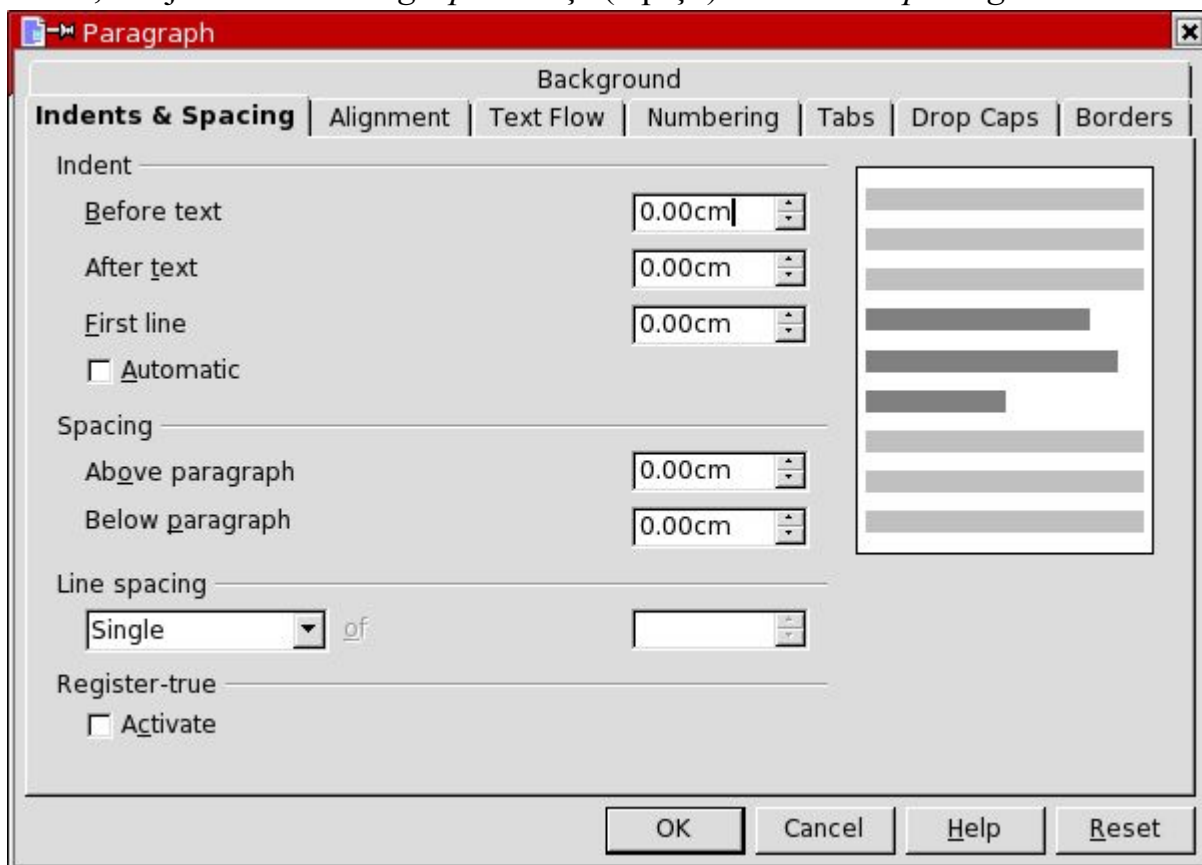 Paragraph
Background
Indents & Spacing Alignment Text Flow Numbering Tabs Drop Caps Borders
Indent
Before text 0.00cm
After text 0.00cm
First line 0.00cm
Automatic
Spacing
Above paragraph 0.00cm
Below paragraph 0.00cm
Line spacing
Single of
Register-true
Activate
OK Cancel Help Reset